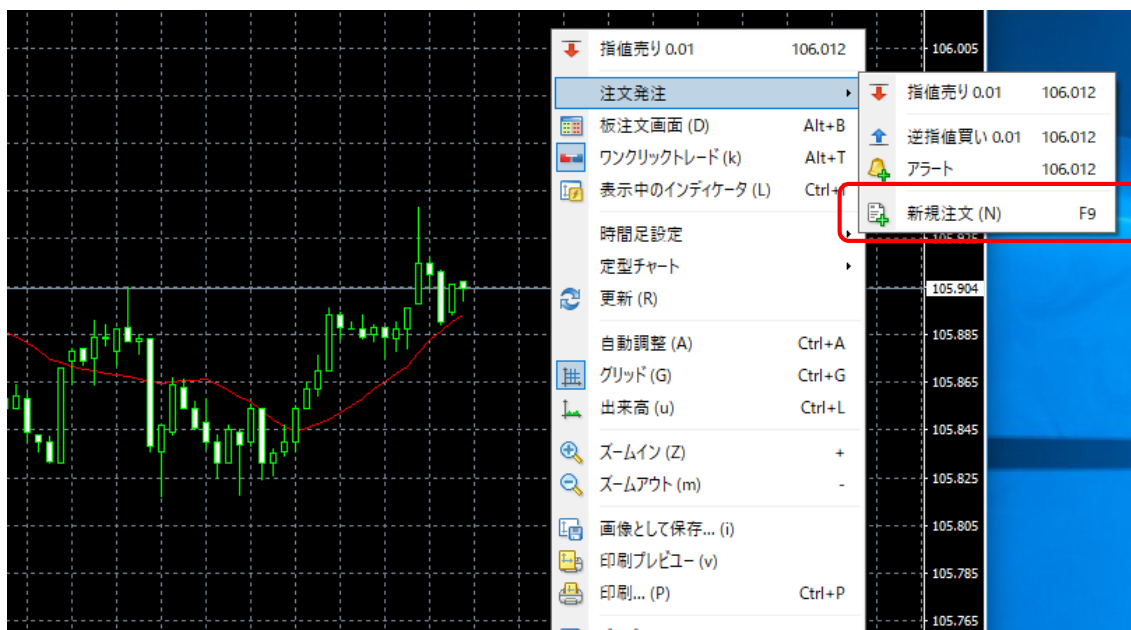 指値売り 0.01 106.012
注文発注
板注文画面 (D) Alt+B
ワンクリックトレード (k) Alt+T
表示中のインディケータ (L) Ctrl+I
時間足設定
定型チャート
更新 (R)
自動調整 (A) Ctrl+A
グリッド (G) Ctrl+G
出来高 (u) Ctrl+L
ズームイン (Z) +
ズームアウト (m) -
画像として保存... (i)
印刷プレビュー (v)
印刷... (P) Ctrl+P
指値売り 0.01 106.012
逆指値買い 0.01 106.012
アラート 106.012
新規注文 (N) F9
106.005
105.904
105.885
105.865
105.845
105.825
105.805
105.785
105.765